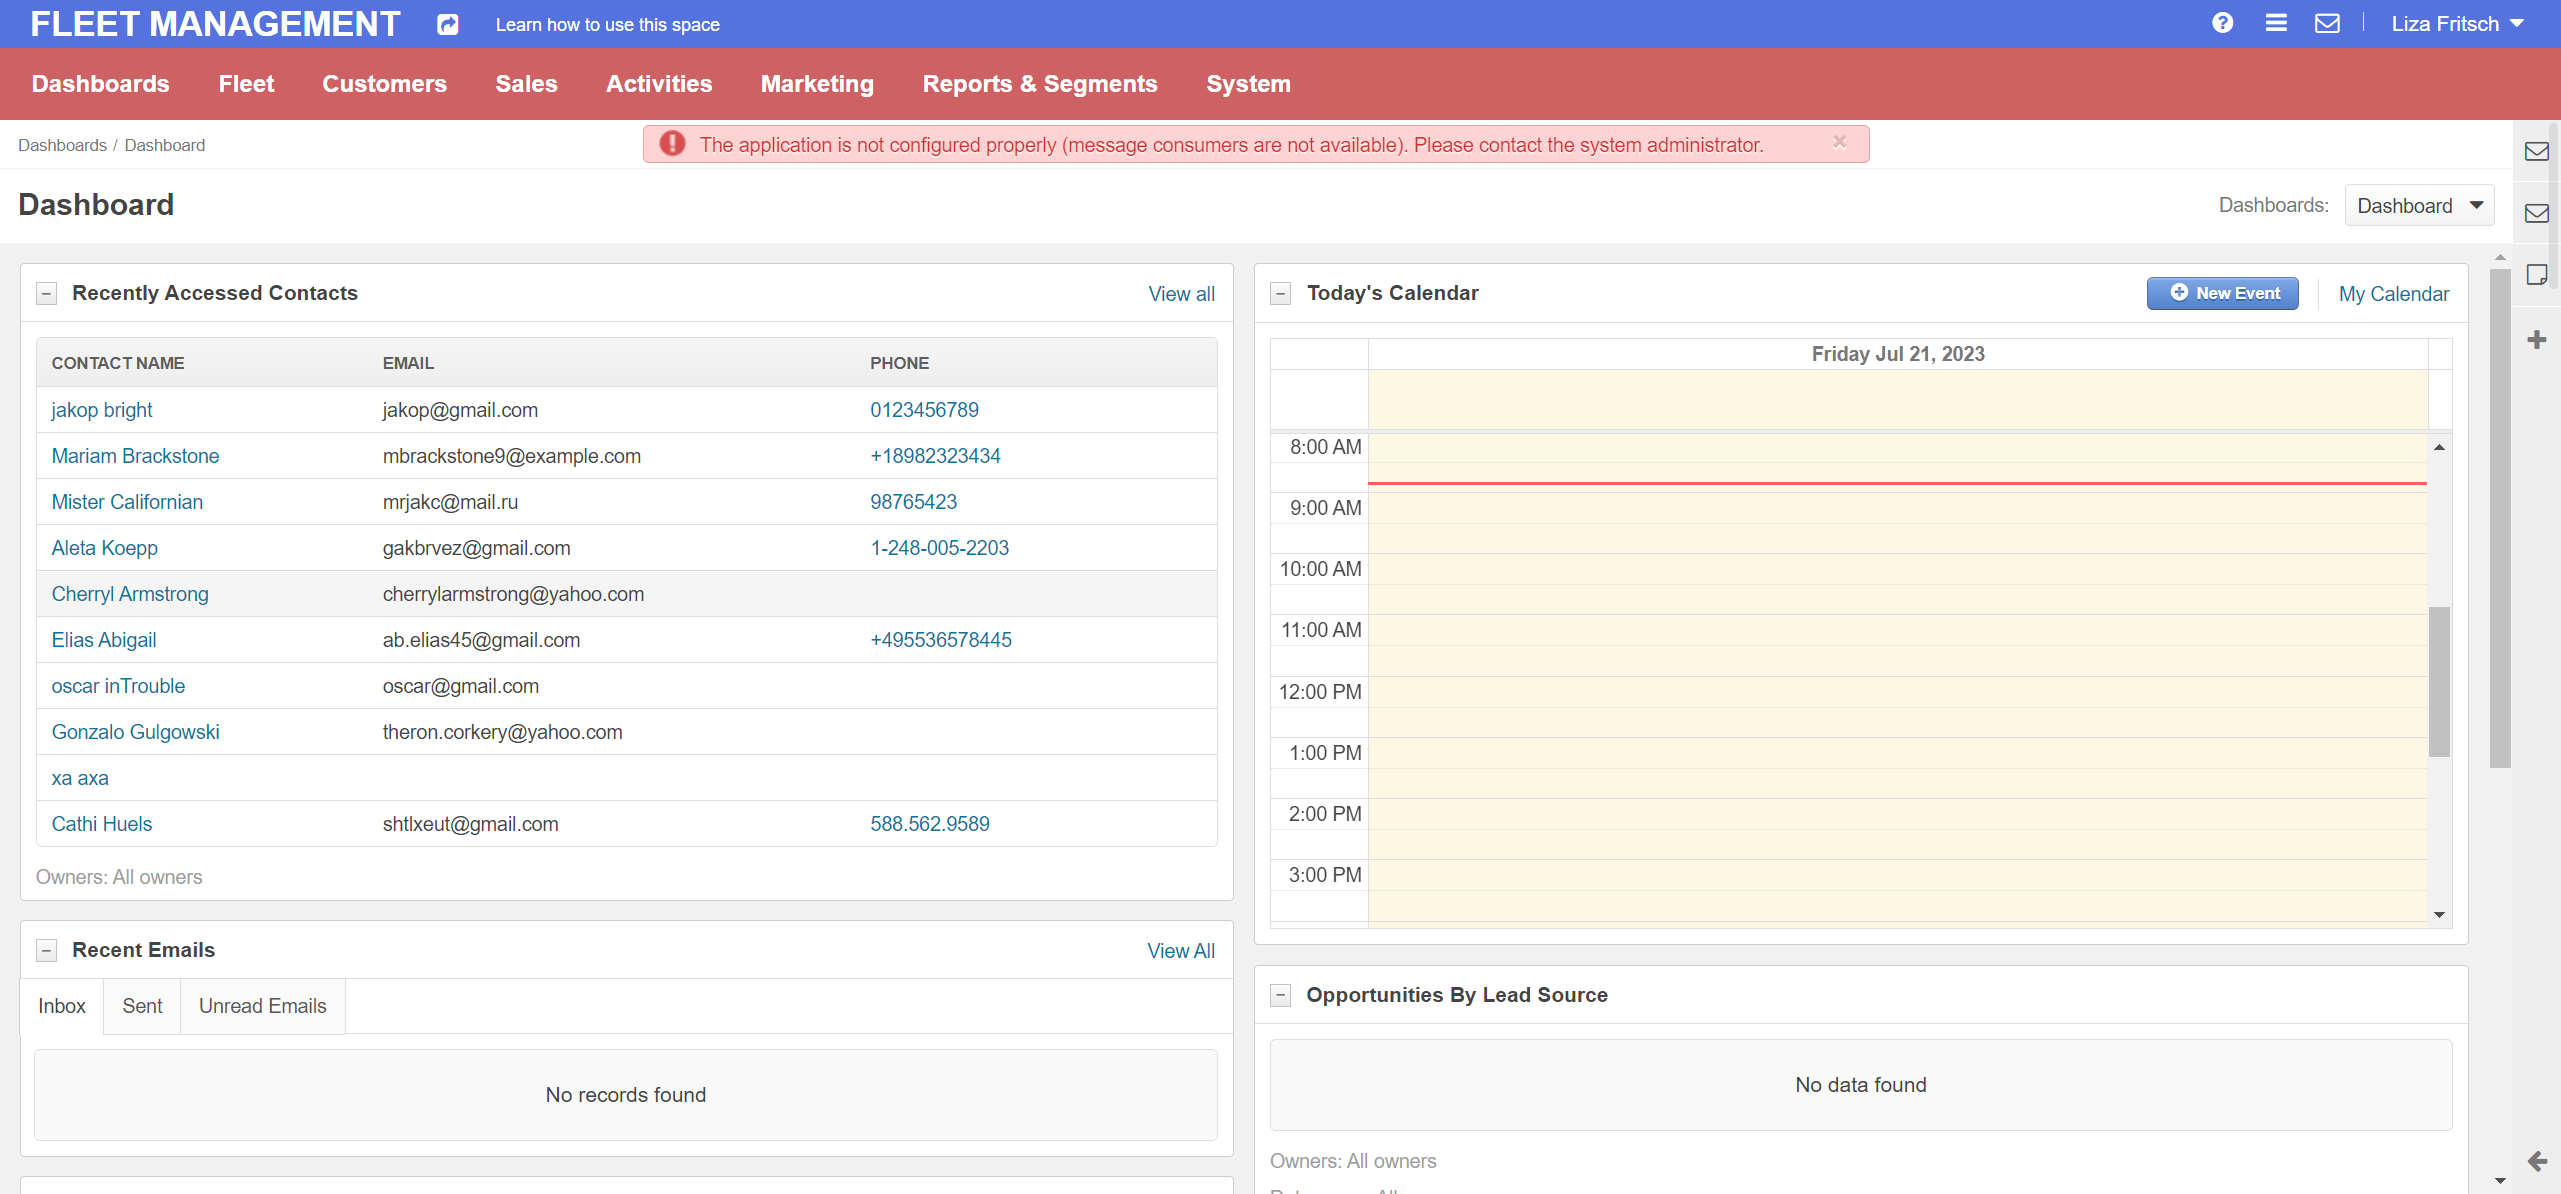 FLEET MANAGEMENT
Learn how to use this space
Liza Fritsch
Dashboards Fleet Customers Sales Activities Marketing Reports & Segments System
Dashboards / Dashboard
The application is not configured properly (message consumers are not available). Please contact the system administrator.
Dashboard
Dashboards: Dashboard
Recently Accessed Contacts
View all
CONTACT NAME EMAIL PHONE
jakop bright jakop@gmail.com 0123456789
Mariam Brackstone mbrackstone9@example.com +18982323434
Mister Californian mrjakc@mail.ru 98765423
Aleta Koepp gakbrvez@gmail.com 1-248-005-2203
Cherryl Armstrong cherrylarmstrong@yahoo.com
Elias Abigail ab.elias45@gmail.com +495536578445
oscar inTrouble oscar@gmail.com
Gonzalo Gulgowski theron.corkery@yahoo.com
xa axa
Cathi Huels shtlxeut@gmail.com 588.562.9589
Owners: All owners
Recent Emails
View All
Inbox Sent Unread Emails
No records found
Today's Calendar
New Event
My Calendar
Friday Jul 21, 2023
8:00 AM
9:00 AM
10:00 AM
11:00 AM
12:00 PM
1:00 PM
2:00 PM
3:00 PM
Opportunities By Lead Source
No data found
Owners: All owners